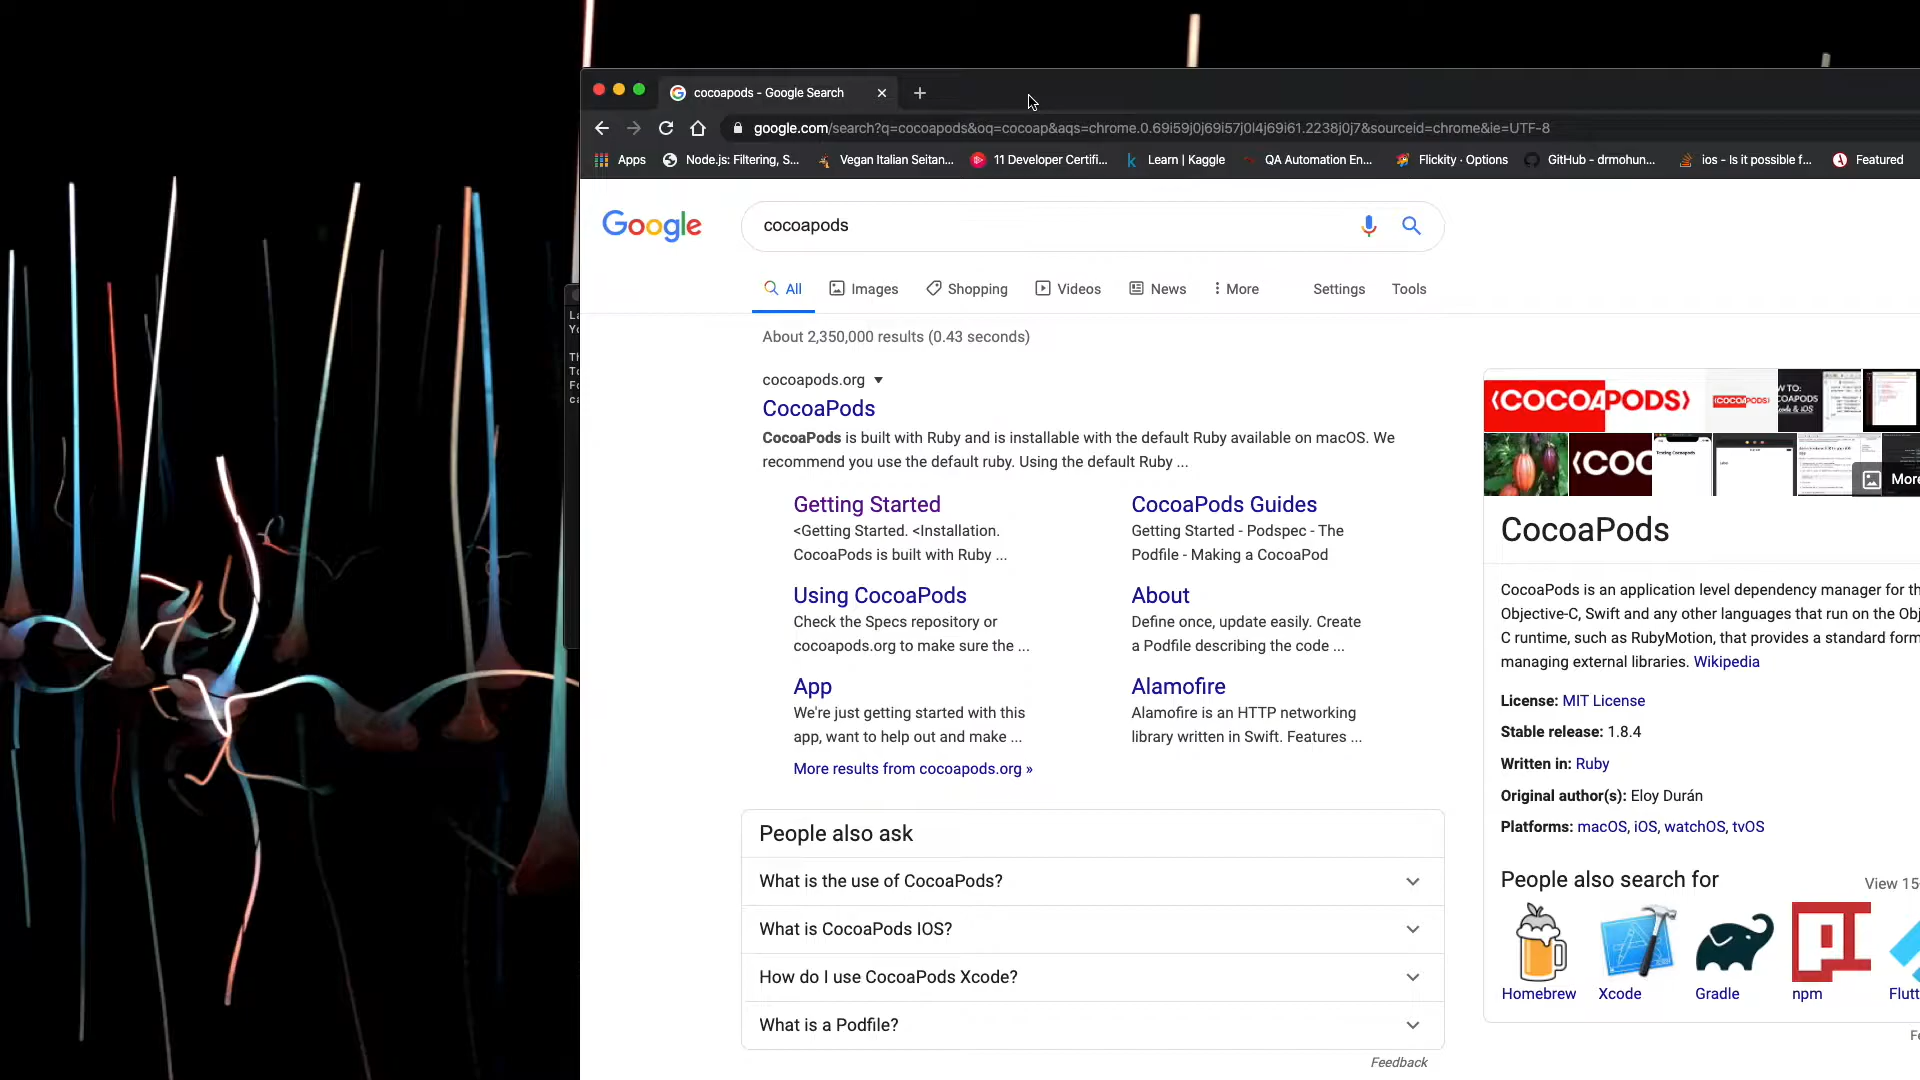 cocoapods - Google Search
google.com/search?q=cocoapods&oq=cocoap&aqs=chrome.0.69i59j0j69i57j0l4j69i61.2238j0j7&sourceid=chrome&ie=UTF-8
Apps Node.js: Filtering, S... Vegan Italian Seitan... 11 Developer Certifi... Learn | Kaggle QA Automation En... Flickity · Options GitHub - drmohun... ios - Is it possible f... Featured
Google cocoapods
All Images Shopping Videos News More Settings Tools
About 2,350,000 results (0.43 seconds)
cocoapods.org
CocoaPods
CocoaPods is built with Ruby and is installable with the default Ruby available on macOS. We
recommend you use the default ruby. Using the default Ruby ...
Getting Started
<Getting Started. <Installation.
CocoaPods is built with Ruby ...
CocoaPods Guides
Getting Started - Podspec - The
Podfile - Making a CocoaPod
Using CocoaPods
Check the Specs repository or
cocoapods.org to make sure the ...
About
Define once, update easily. Create
a Podfile describing the code ...
App
We're just getting started with this
app, want to help out and make ...
Alamofire
Alamofire is an HTTP networking
library written in Swift. Features ...
More results from cocoapods.org »
People also ask
What is the use of CocoaPods?
What is CocoaPods IOS?
How do I use CocoaPods Xcode?
What is a Podfile?
Feedback
<COCOAPODS>
<COCOAPODS>
<COC
More
CocoaPods
CocoaPods is an application level dependency manager for th
Objective-C, Swift and any other languages that run on the Obj
C runtime, such as RubyMotion, that provides a standard form
managing external libraries. Wikipedia
License: MIT License
Stable release: 1.8.4
Written in: Ruby
Original author(s): Eloy Durán
Platforms: macOS, iOS, watchOS, tvOS
People also search for
View 15
Homebrew Xcode Gradle npm Flutt